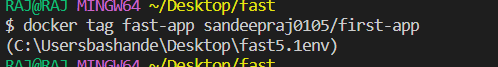 RAJ@RAJ MINGW64 ~/Desktop/fast
$ docker tag fast-app sandeepraj0105/first-app
(C:\Usersbashande\Desktop\fast5.1env)
RAJ@RAJ MINGW64 ~/Desktop/fast